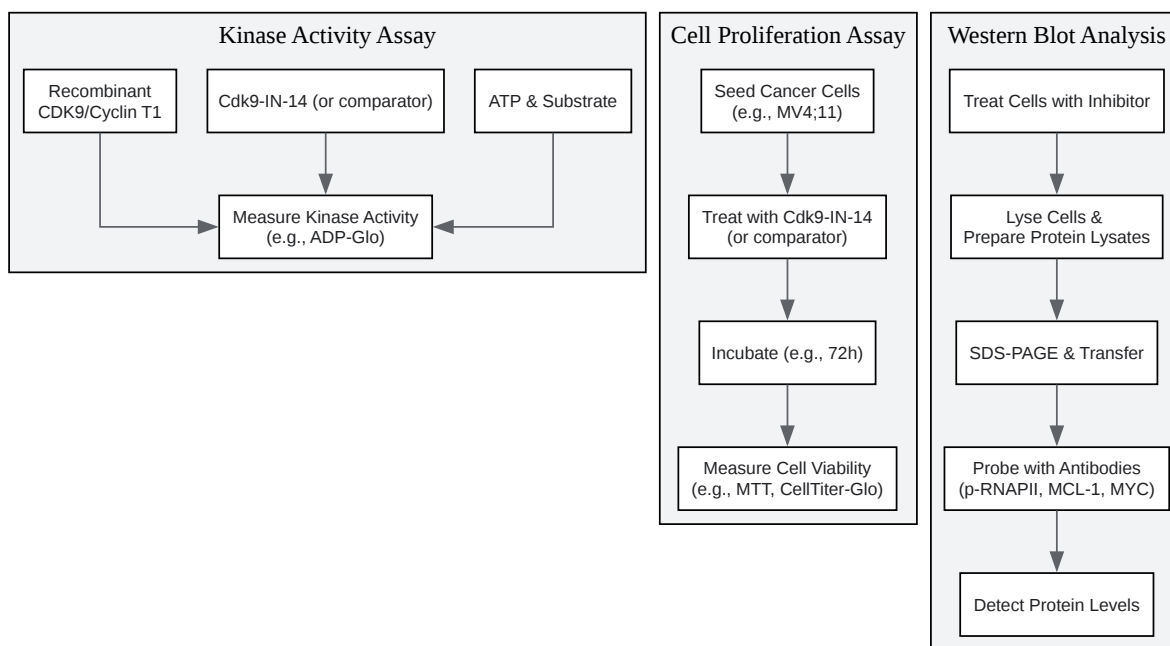 Kinase Activity Assay
Recombinant
CDK9/Cyclin T1
Cdk9-IN-14 (or comparator)
ATP & Substrate
Measure Kinase Activity
(e.g., ADP-Glo)
Cell Proliferation Assay
Seed Cancer Cells
(e.g., MV4;11)
Treat with Cdk9-IN-14
(or comparator)
Incubate (e.g., 72h)
Measure Cell Viability
(e.g., MTT, CellTiter-Glo)
Western Blot Analysis
Treat Cells with Inhibitor
Lyse Cells &
Prepare Protein Lysates
SDS-PAGE & Transfer
Probe with Antibodies
(p-RNAPII, MCL-1, MYC)
Detect Protein Levels